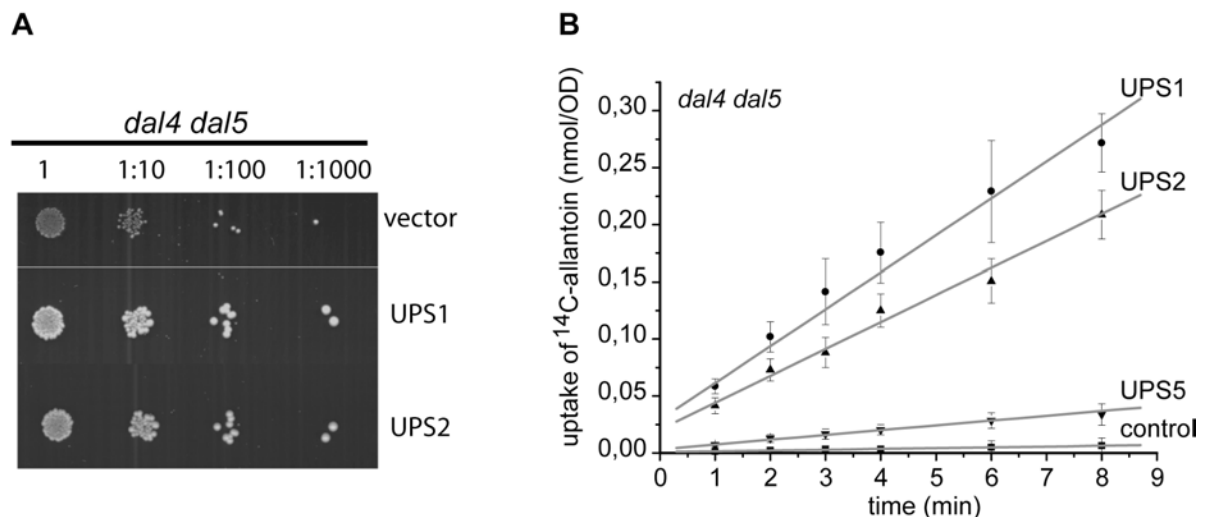 A
dal4 dal5
1 1:10 1:100 1:1000
vector
UPS1
UPS2
B
dal4 dal5
UPS1
UPS2
UPS5
control
uptake of ¹⁴C-allantoin (nmol/OD)
0,30
0,25
0,20
0,15
0,10
0,05
0,00
0 1 2 3 4 5 6 7 8 9
time (min)